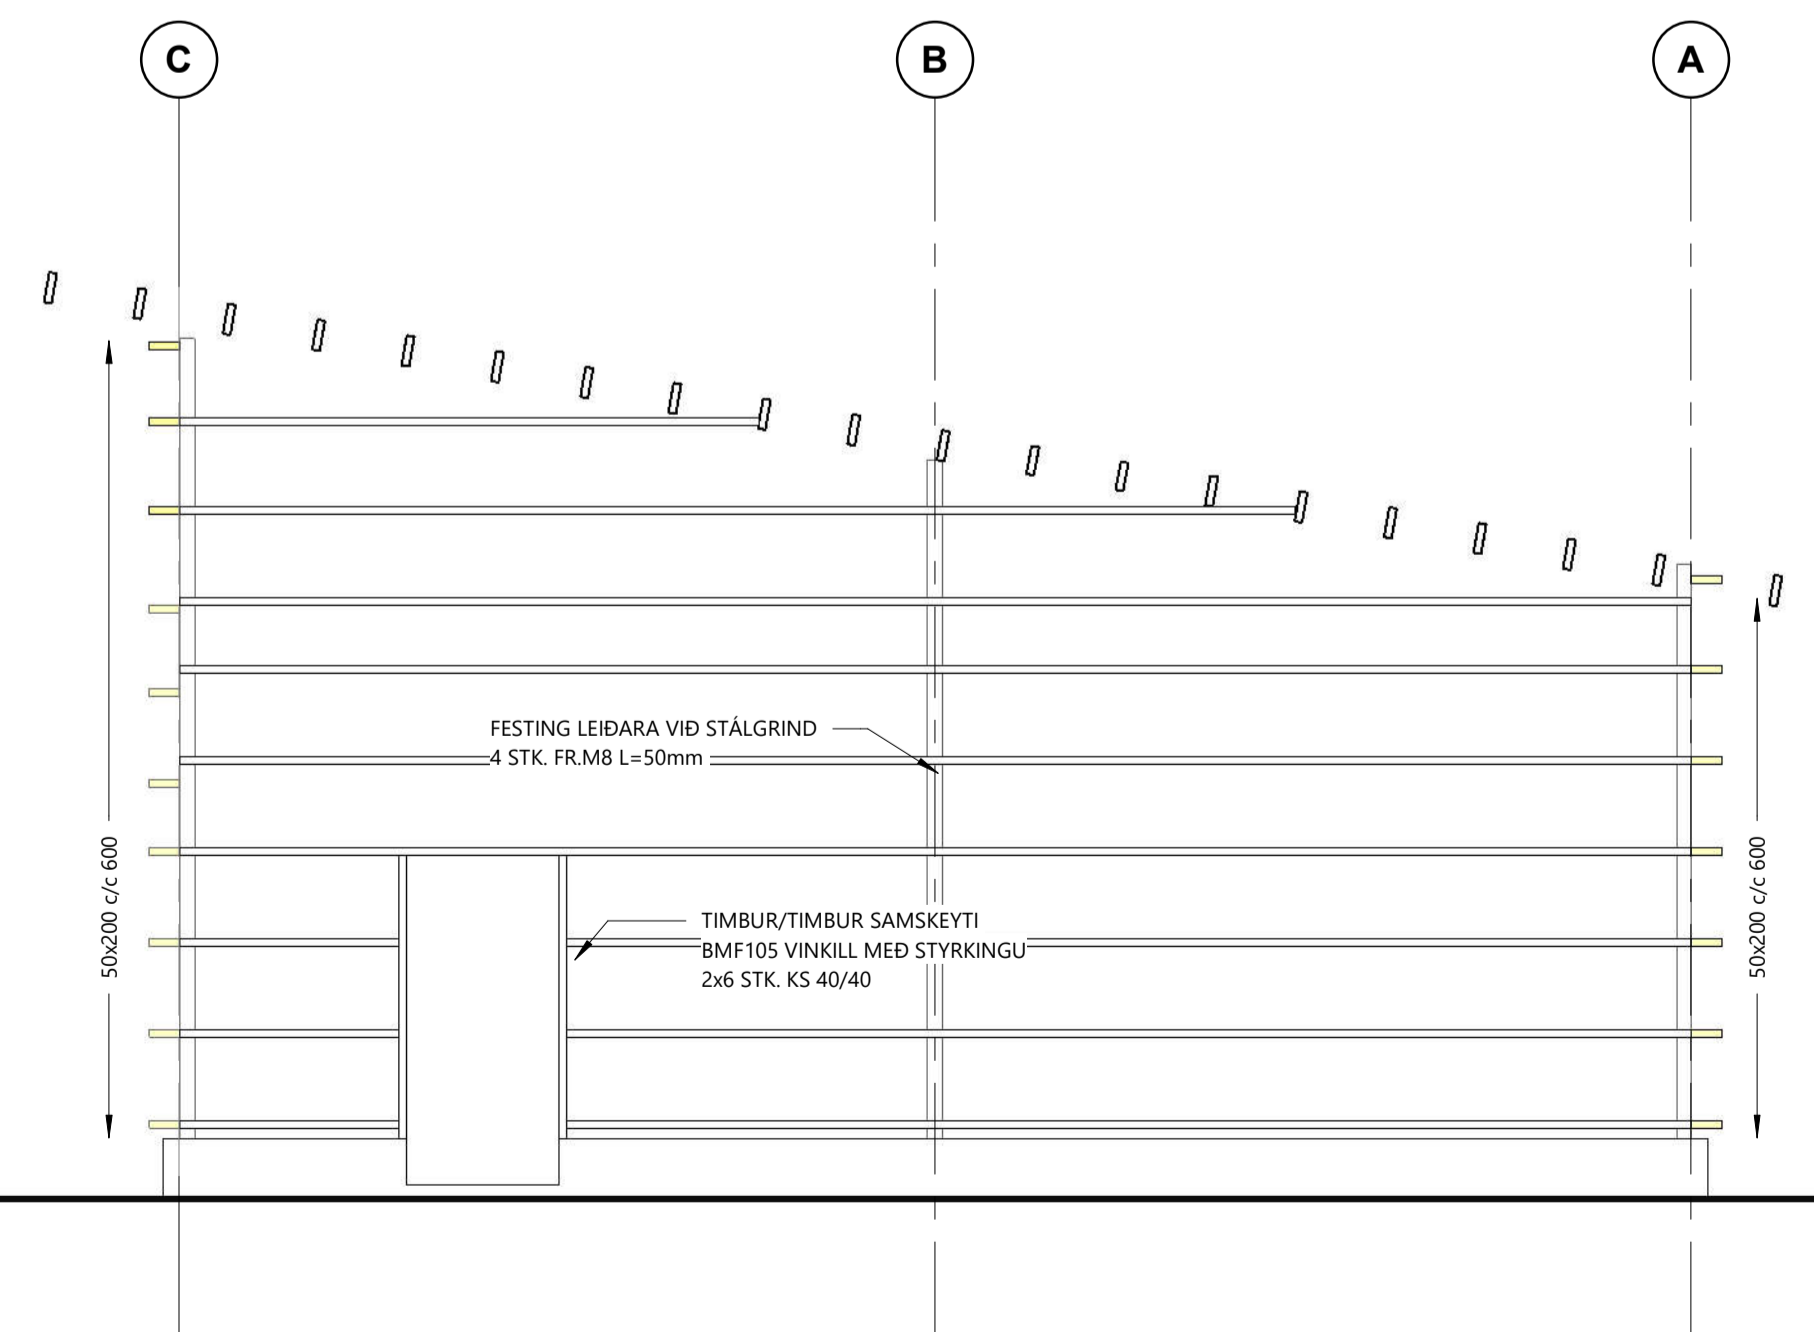 C
B
A
FESTING LEIÐARA VIÐ STÁLGRIND
4 STK. FR.M8 L=50mm
50x200 c/c 600
50x200 c/c 600
TIMBUR/TIMBUR SAMSKEYTI
BMF105 VINKILL MEÐ STYRKINGU
2x6 STK. KS 40/40